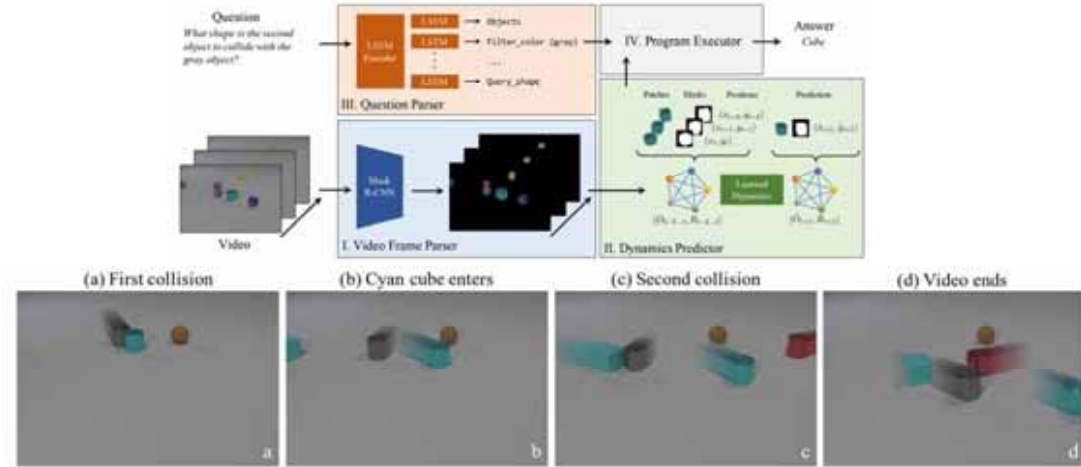 Question
What shape is the second
object to collide with the
gray object?
LSTM
Encoder
LSTM
Objects
LSTM
Filter_color (gray)
...
LSTM
Query_shape
III. Question Parser
IV. Program Executor
Answer
Cube
Video
Mask
R-CNN
I. Video Frame Parser
Patches
Masks
Positions
Prediction
Learned
Dynamics
II. Dynamics Predictor
(a) First collision
(b) Cyan cube enters
(c) Second collision
(d) Video ends
a
b
c
d